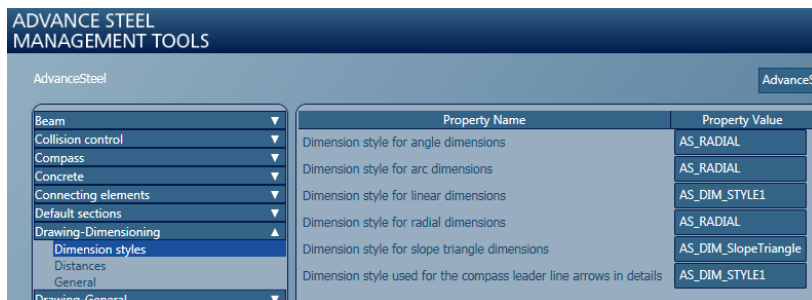 ADVANCE STEEL
MANAGEMENT TOOLS
AdvanceSteel
Beam
Collision control
Compass
Concrete
Connecting elements
Default sections
Drawing-Dimensioning
Dimension styles
Distances
General
Drawing-General
Property Name Property Value
Dimension style for angle dimensions AS_RADIAL
Dimension style for arc dimensions AS_RADIAL
Dimension style for linear dimensions AS_DIM_STYLE1
Dimension style for radial dimensions AS_RADIAL
Dimension style for slope triangle dimensions AS_DIM_SlopeTriangle
Dimension style used for the compass leader line arrows in details AS_DIM_STYLE1